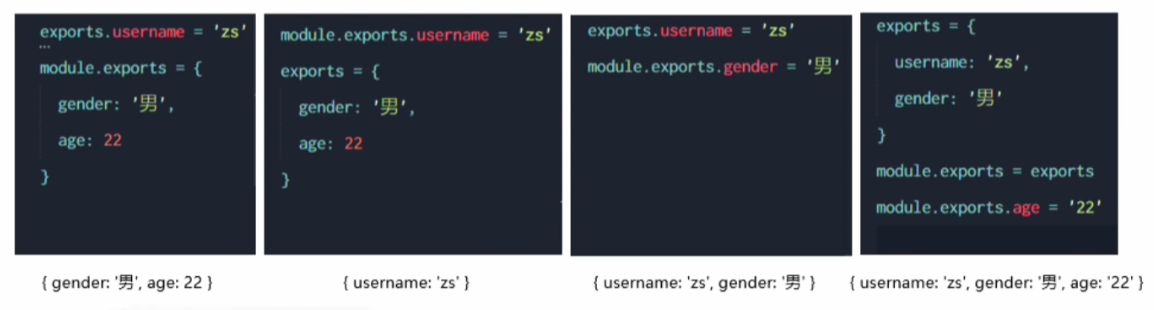 exports.username = 'zs'
...
module.exports = {
gender: '男',
age: 22
}
module.exports.username = 'zs'
exports = {
gender: '男',
age: 22
}
exports.username = 'zs'
module.exports.gender = '男'
exports = {
username: 'zs',
gender: '男'
}
module.exports = exports
module.exports.age = '22'
{ gender: '男', age: 22 }
{ username: 'zs' }
{ username: 'zs', gender: '男' }
{ username: 'zs', gender: '男', age: '22' }